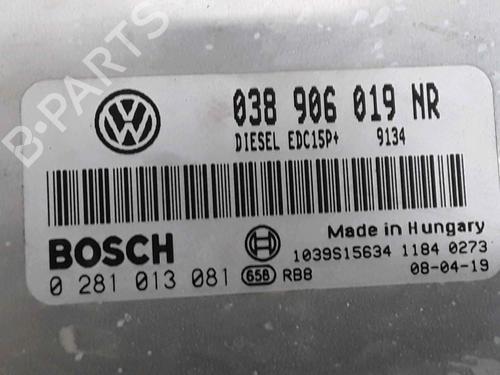 B-PARTS
038 906 019 NR
DIESEL EDC15P+ 9134
BOSCH
Made in Hungary
1039S15634 1184 0273
0 281 013 081 658 RB8 08-04-19